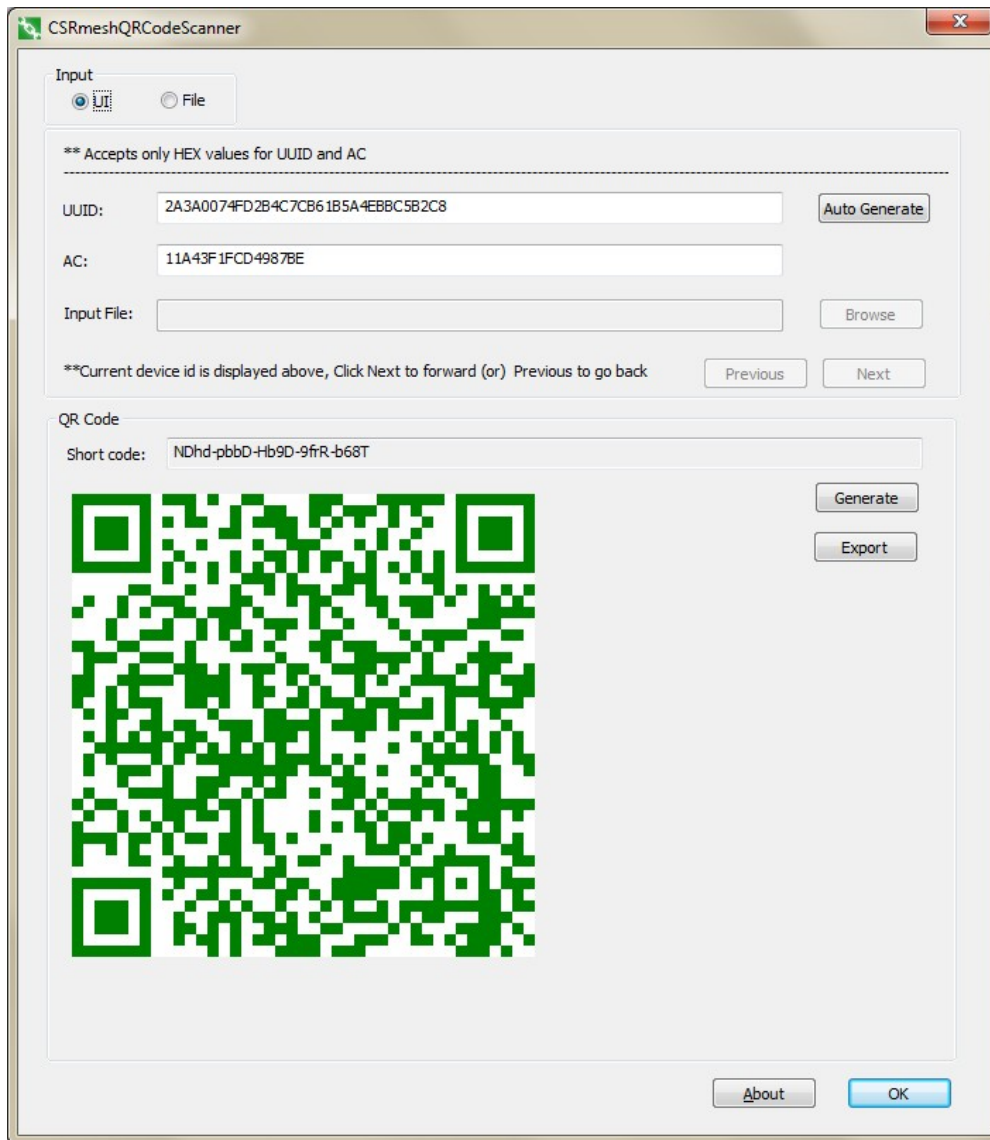 CSRmeshQRCodeScanner
Input
UI File
** Accepts only HEX values for UUID and AC
UUID: 2A3A0074FD2B4C7CB61B5A4EBBC5B2C8 Auto Generate
AC: 11A43F1FCD4987BE
Input File: Browse
**Current device id is displayed above, Click Next to forward (or) Previous to go back Previous Next
QR Code
Short code: NDhd-pbbD-Hb9D-9frR-b68T
Generate
Export
About OK